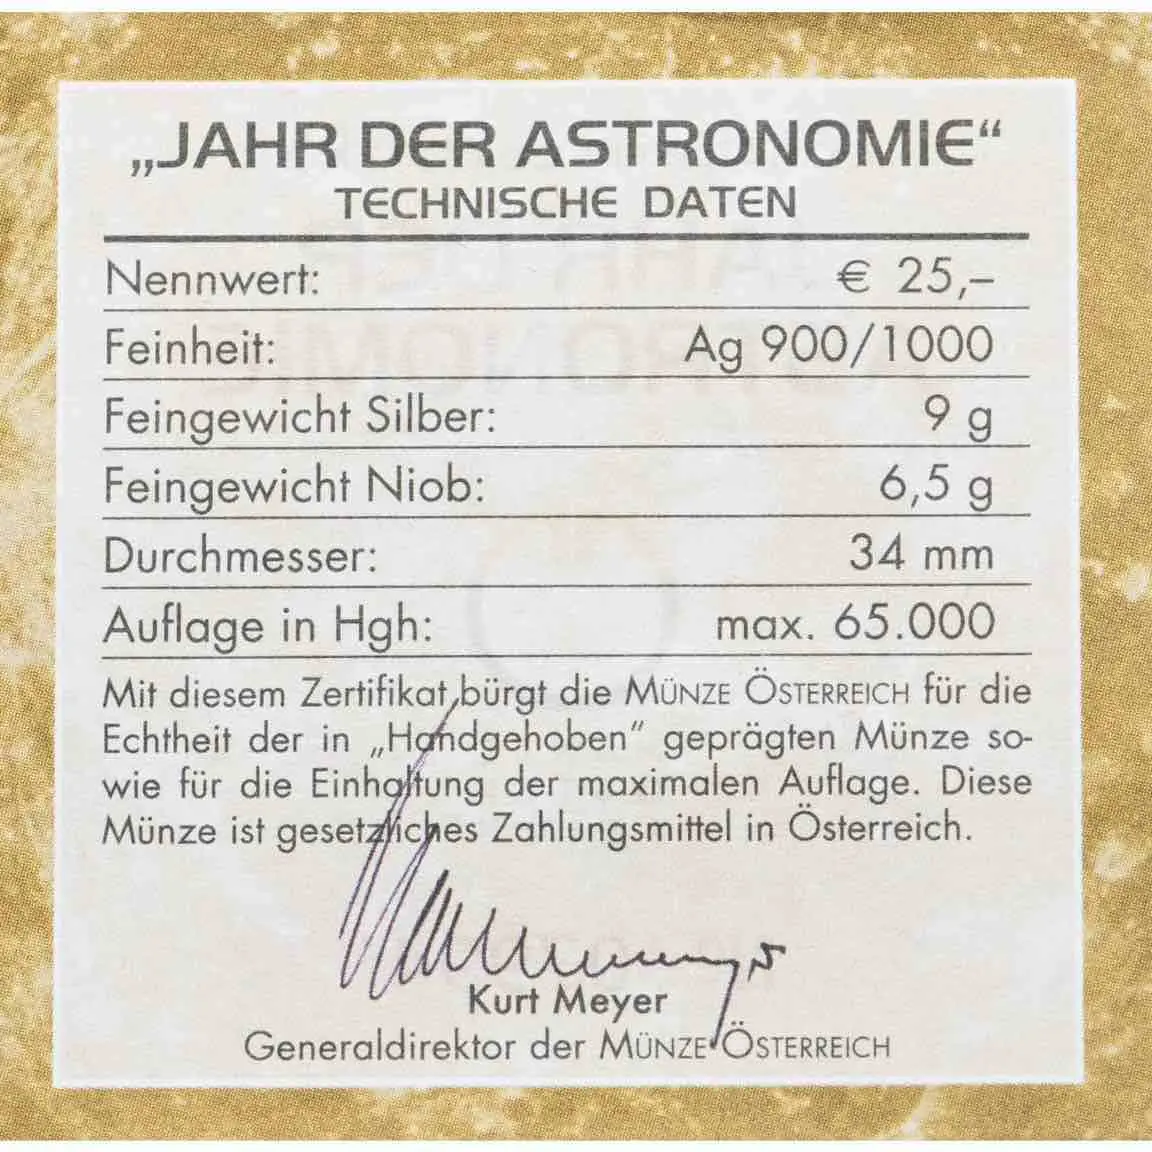 „JAHR DER ASTRONOMIE“
TECHNISCHE DATEN
Nennwert: € 25,–
Feinheit: Ag 900/1000
Feingewicht Silber: 9 g
Feingewicht Niob: 6,5 g
Durchmesser: 34 mm
Auflage in Hgh: max. 65.000
Mit diesem Zertifikat bürgt die MÜNZE ÖSTERREICH für die
Echtheit der in „Handgehoben” geprägten Münze so-
wie für die Einhaltung der maximalen Auflage. Diese
Münze ist gesetzliches Zahlungsmittel in Österreich.
Kurt Meyer
Generaldirektor der MÜNZE ÖSTERREICH